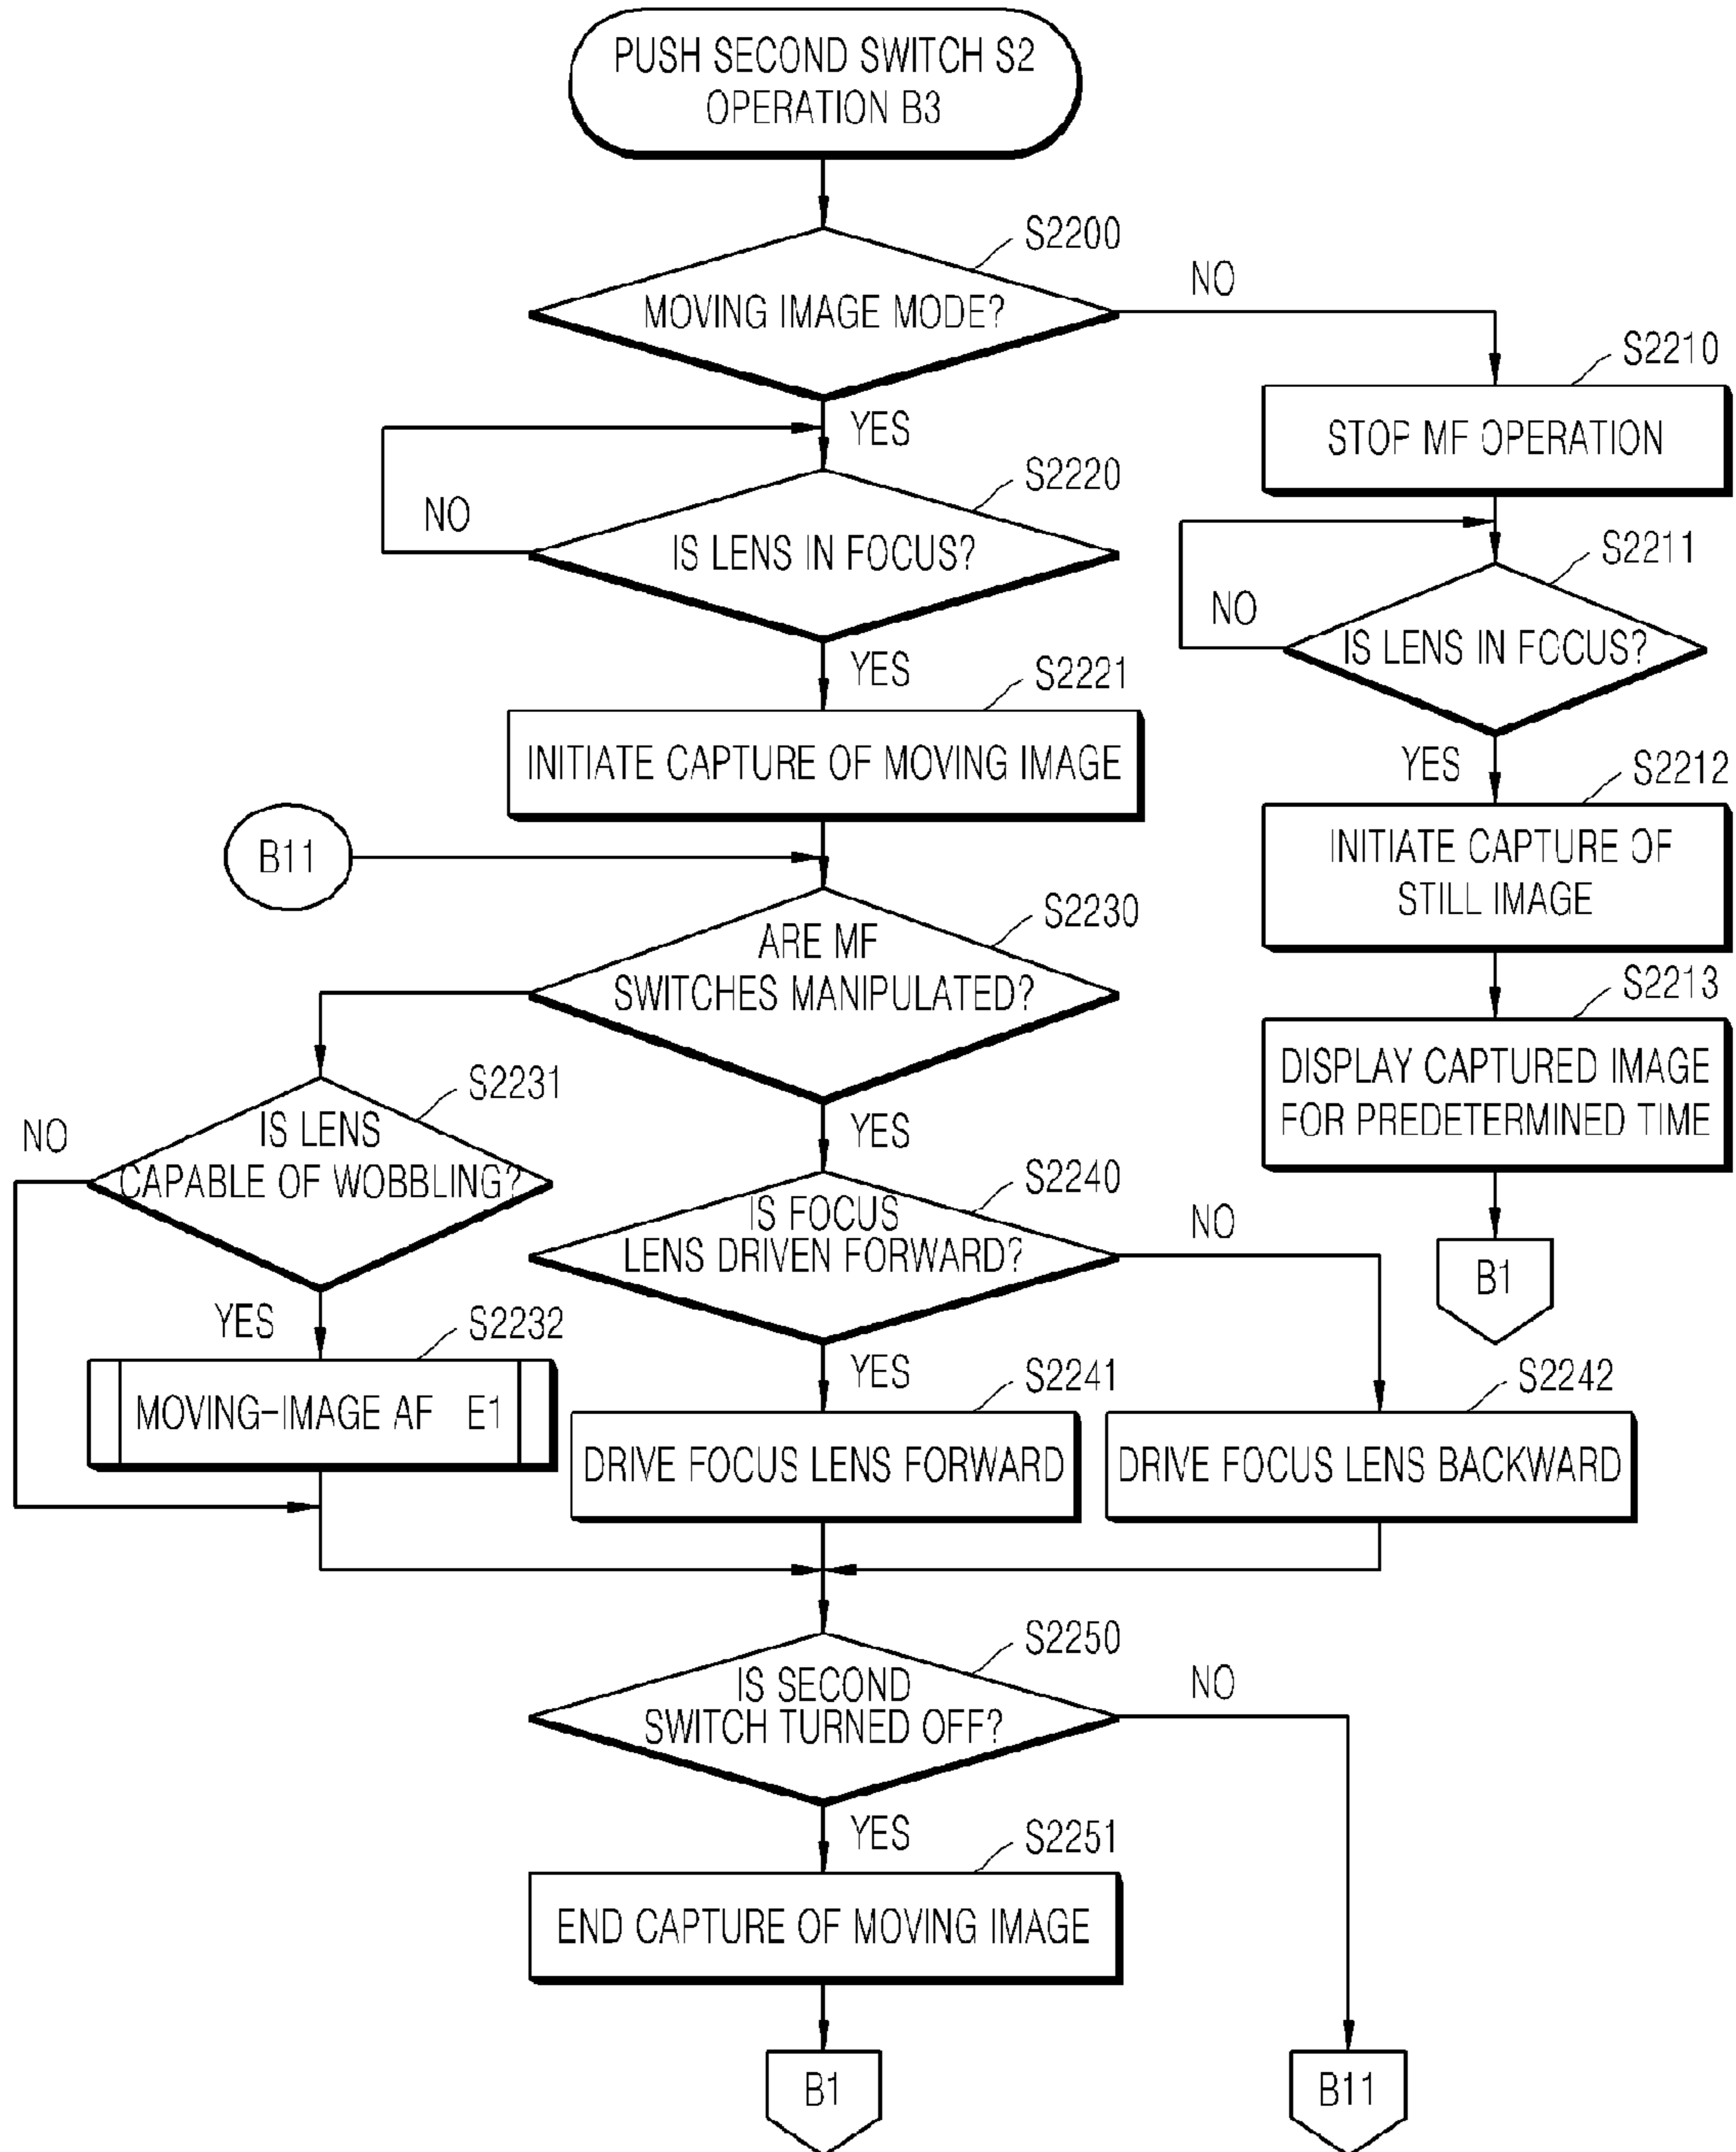 PUSH SECOND SWITCH S2
OPERATION B3
S2200
MOVING IMAGE MODE?
NO
YES
S2210
STOP MF OPERATION
S2220
IS LENS IN FOCUS?
NO
YES
S2211
IS LENS IN FOCUS?
NO
YES
S2221
INITIATE CAPTURE OF MOVING IMAGE
S2212
INITIATE CAPTURE OF
STILL IMAGE
B11
S2230
ARE MF
SWITCHES MANIPULATED?
YES
S2213
DISPLAY CAPTURED IMAGE
FOR PREDETERMINED TIME
B1
S2231
IS LENS
CAPABLE OF WOBBLING?
NO
YES
S2232
MOVING-IMAGE AF E1
S2240
IS FOCUS
LENS DRIVEN FORWARD?
NO
YES
S2241
DRIVE FOCUS LENS FORWARD
S2242
DRIVE FOCUS LENS BACKWARD
S2250
IS SECOND
SWITCH TURNED OFF?
NO
YES
S2251
END CAPTURE OF MOVING IMAGE
B1
B11